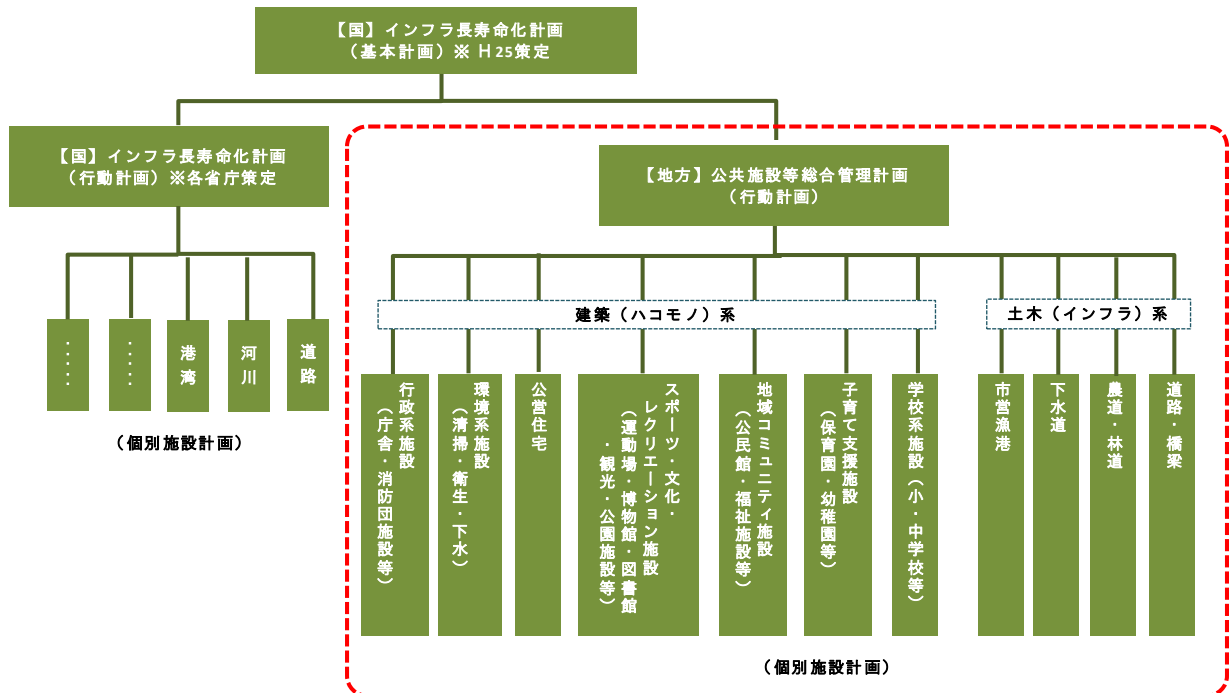 【国】インフラ長寿命化計画
（基本計画）※Ｈ25策定
【国】インフラ長寿命化計画
（行動計画）※各省庁策定
【地方】公共施設等総合管理計画
（行動計画）
建築（ハコモノ）系
土木（インフラ）系
・・・・・
・・・・・
港湾
河川
道路
（個別施設計画）
行政系施設
（庁舎・消防団施設等）
環境系施設
（清掃・衛生・下水）
公営住宅
スポーツ・文化・
レクリエーション施設
（運動場・博物館・図書館
・観光・公園施設等）
地域コミュニティ施設
（公民館・福祉施設等）
子育て支援施設
（保育園・幼稚園等）
学校系施設（小・中学校等）
市営漁港
下水道
農道・林道
道路・橋梁
（個別施設計画）